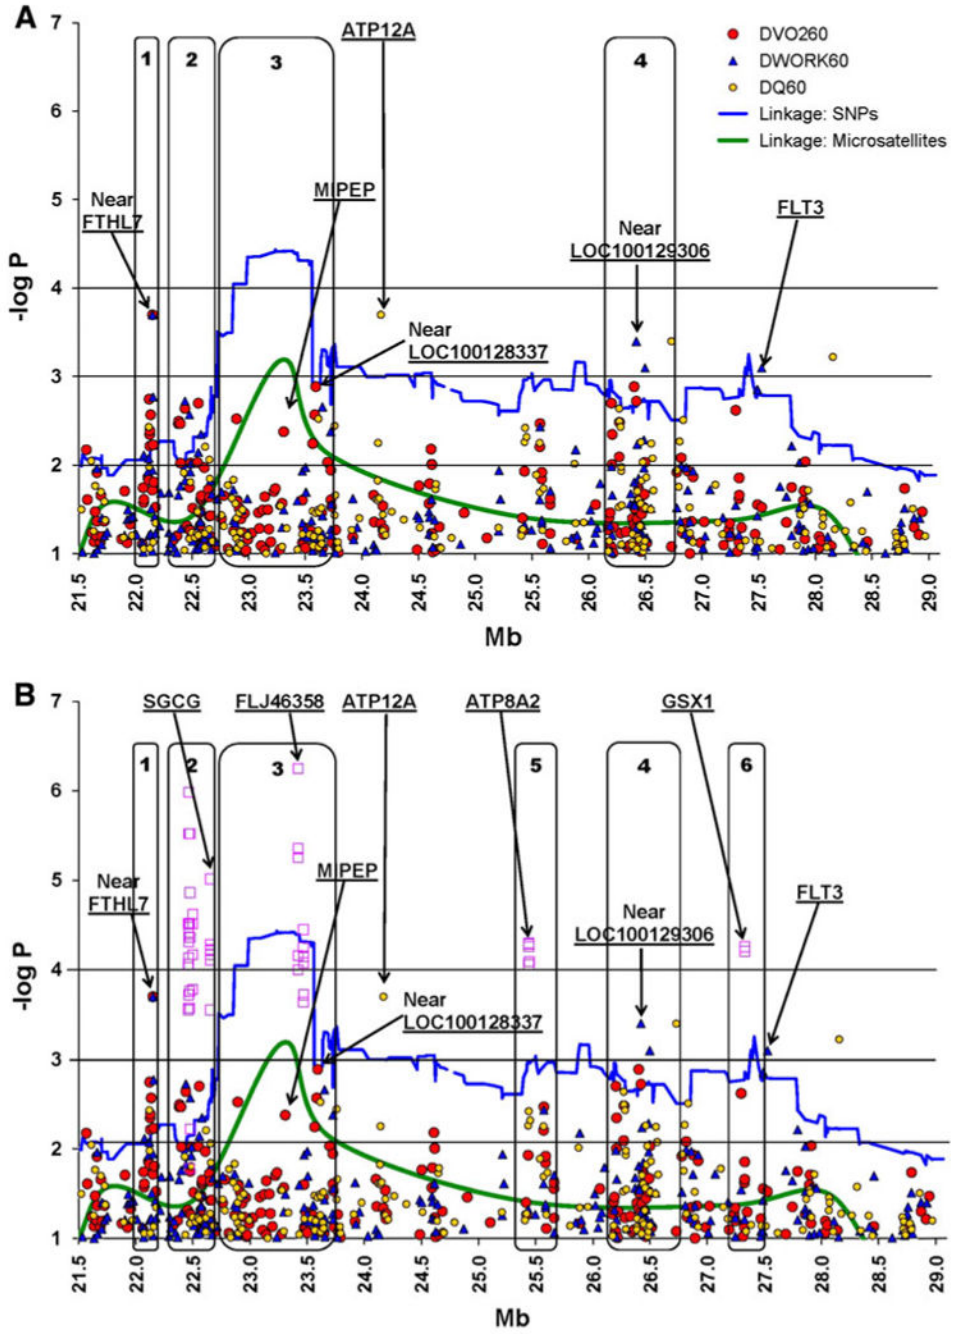 A
7
6
5
4
3
2
1
-log P
1
2
3
4
ATP12A
DVO260
DWORK60
DQ60
Linkage: SNPs
Linkage: Microsatellites
Near
FTHL7
MIPEP
Near
LOC100129306
FLT3
Near
LOC100128337
21.5
22.0
22.5
23.0
23.5
24.0
24.5
25.0
25.5
26.0
26.5
27.0
27.5
28.0
28.5
29.0
Mb
B
7
6
5
4
3
2
1
-log P
SGCG
FLJ46358
ATP12A
ATP8A2
GSX1
1
2
3
5
4
6
Near
FTHL7
MIPEP
Near
LOC100129306
FLT3
Near
LOC100128337
21.5
22.0
22.5
23.0
23.5
24.0
24.5
25.0
25.5
26.0
26.5
27.0
27.5
28.0
28.5
29.0
Mb